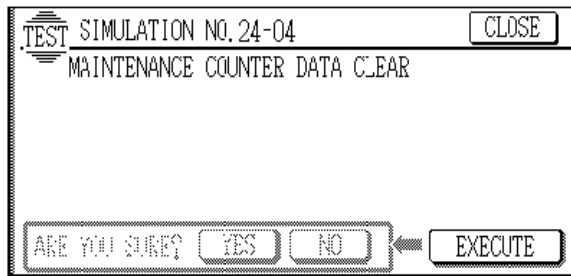 TEST SIMULATION NO.24-04 CLOSE
MAINTENANCE COUNTER DATA CLEAR
ARE YOU SURE? YES NO EXECUTE